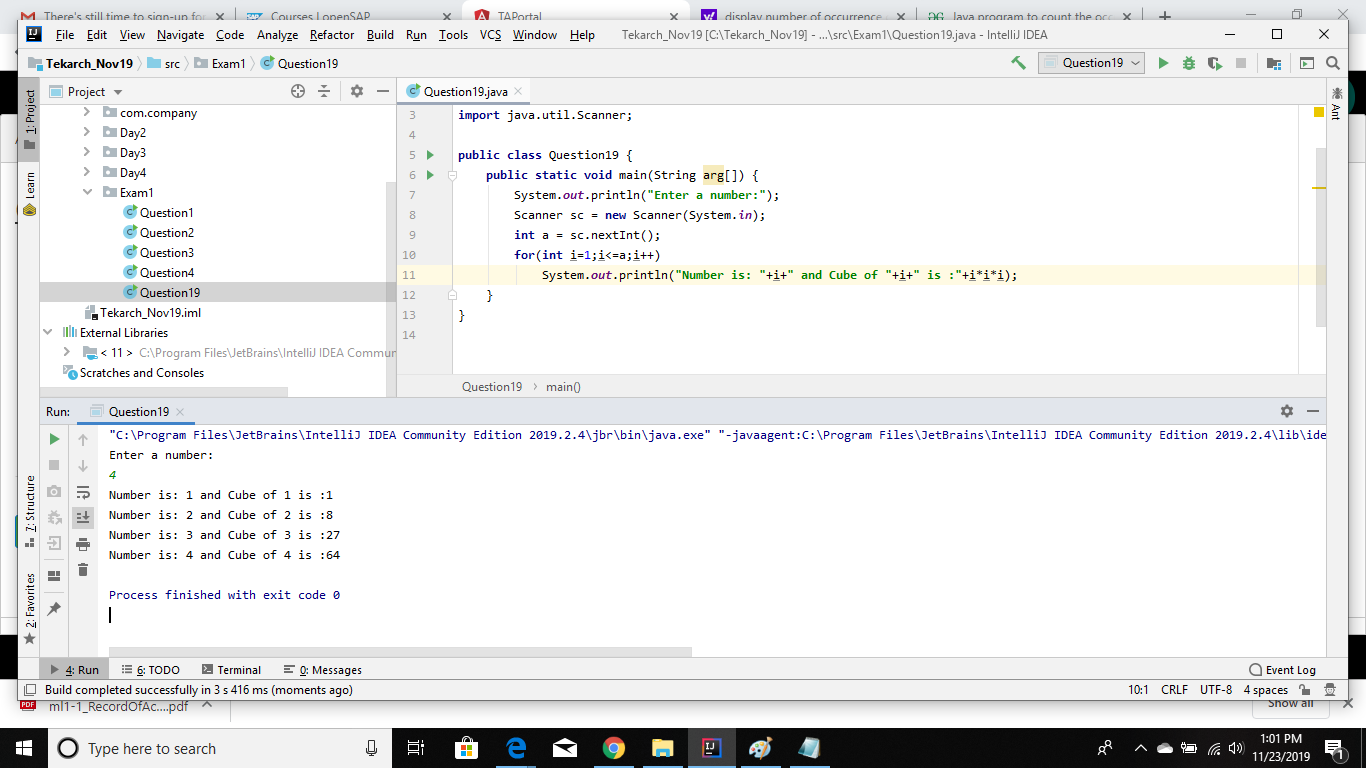 There's still time to sign-up fo
Courses | openSAP
TAPortal
display number of occurrence
Java program to count the occ
File Edit View Navigate Code Analyze Refactor Build Run Tools VCS Window Help Tekarch_Nov19 [C:\Tekarch_Nov19] - ...\src\Exam1\Question19.java - IntelliJ IDEA
Tekarch_Nov19 src Exam1 Question19 Question19
1: Project
Learn
7: Structure
2: Favorites
Ant
Project
com.company
Day2
Day3
Day4
Exam1
Question1
Question2
Question3
Question4
Question19
Tekarch_Nov19.iml
External Libraries
< 11 > C:\Program Files\JetBrains\IntelliJ IDEA Commun
Scratches and Consoles
Question19.java
3 import java.util.Scanner;
4
5 public class Question19 {
6 public static void main(String arg[]) {
7 System.out.println("Enter a number:");
8 Scanner sc = new Scanner(System.in);
9 int a = sc.nextInt();
10 for(int i=1;i<=a;i++)
11 System.out.println("Number is: "+i+" and Cube of "+i+" is :"+i*i*i);
12 }
13 }
14
Question19 main()
Run: Question19
"C:\Program Files\JetBrains\IntelliJ IDEA Community Edition 2019.2.4\jbr\bin\java.exe" "-javaagent:C:\Program Files\JetBrains\IntelliJ IDEA Community Edition 2019.2.4\lib\ide
Enter a number:
4
Number is: 1 and Cube of 1 is :1
Number is: 2 and Cube of 2 is :8
Number is: 3 and Cube of 3 is :27
Number is: 4 and Cube of 4 is :64
Process finished with exit code 0
4: Run 6: TODO Terminal 0: Messages Event Log
Build completed successfully in 3 s 416 ms (moments ago) 10:1 CRLF UTF-8 4 spaces
PDF ml1-1_RecordOfAc....pdf Show all
Type here to search
1:01 PM
11/23/2019
1